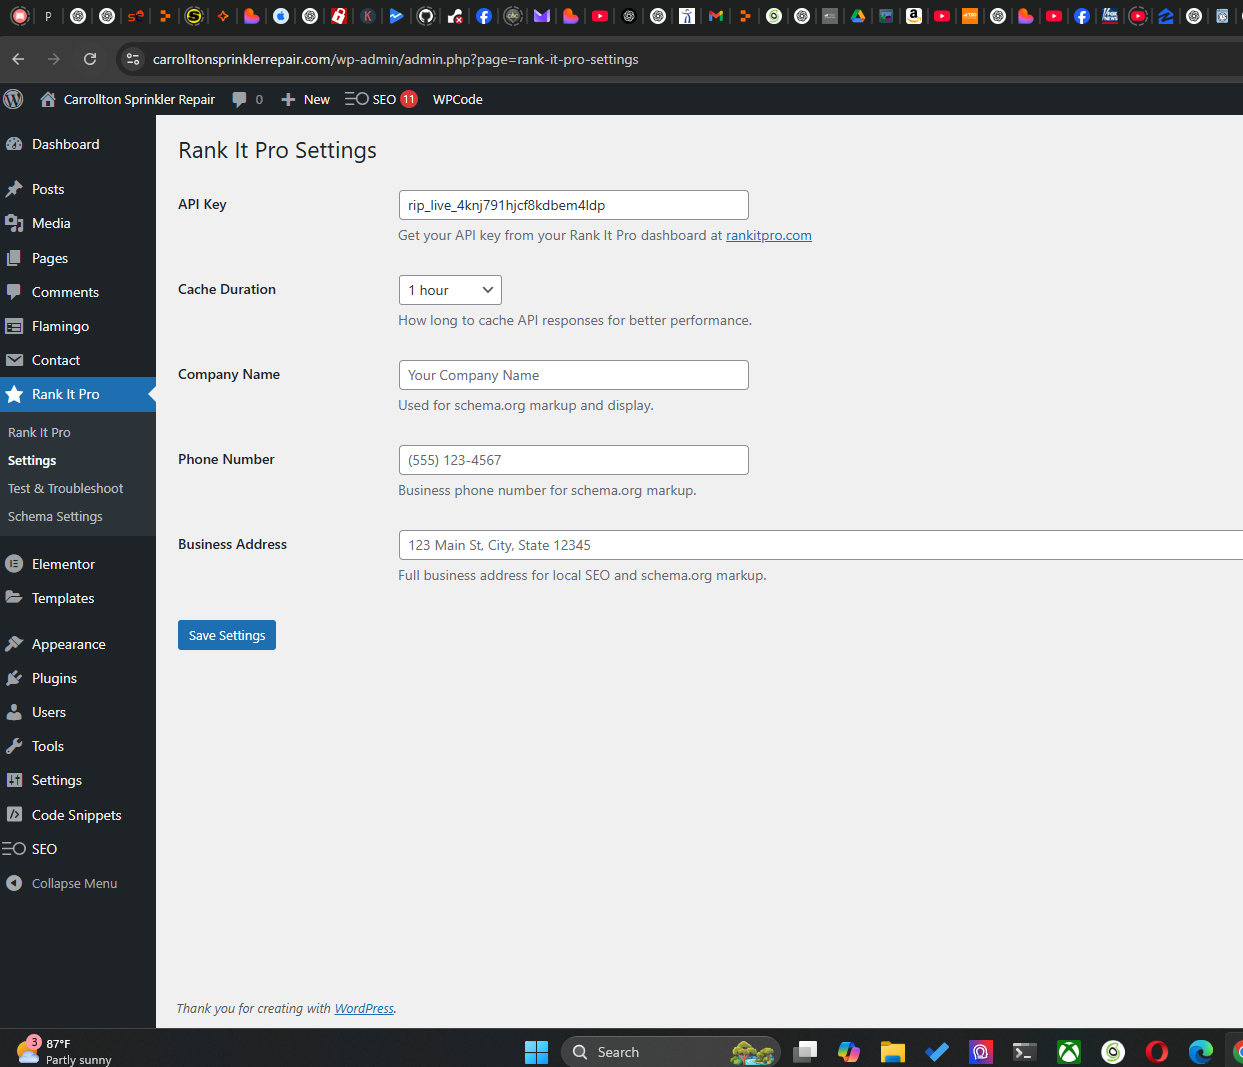 carrolltonsprinklerrepair.com/wp-admin/admin.php?page=rank-it-pro-settings
Carrollton Sprinkler Repair 0 New SEO 11 WPCode
Dashboard
Posts
Media
Pages
Comments
Flamingo
Contact
Rank It Pro
Rank It Pro
Settings
Test & Troubleshoot
Schema Settings
Elementor
Templates
Appearance
Plugins
Users
Tools
Settings
Code Snippets
SEO
Collapse Menu
Rank It Pro Settings
API Key
rip_live_4knj791hjcf8kdbem4ldp
Get your API key from your Rank It Pro dashboard at rankitpro.com
Cache Duration
1 hour
How long to cache API responses for better performance.
Company Name
Your Company Name
Used for schema.org markup and display.
Phone Number
(555) 123-4567
Business phone number for schema.org markup.
Business Address
123 Main St, City, State 12345
Full business address for local SEO and schema.org markup.
Save Settings
Thank you for creating with WordPress.
3
87°F
Partly sunny
Search